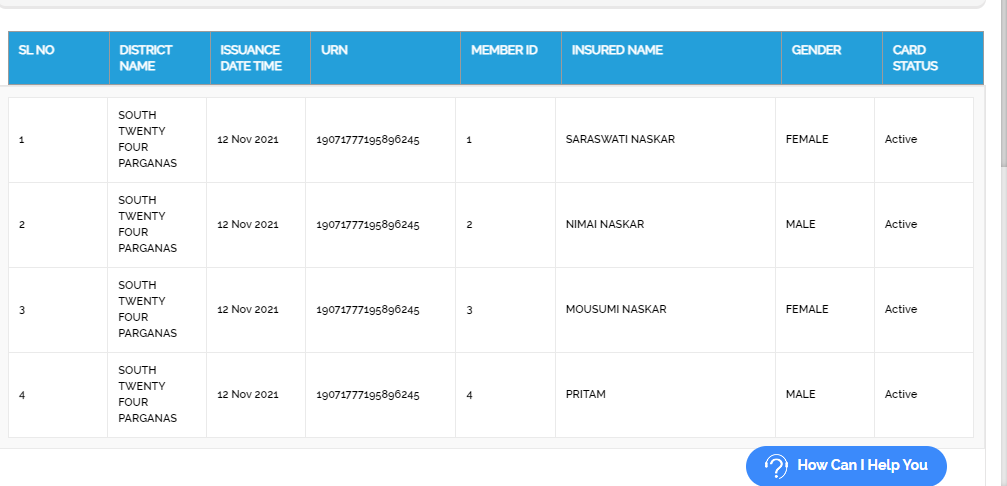 SL NO DISTRICT NAME ISSUANCE DATE TIME URN MEMBER ID INSURED NAME GENDER CARD STATUS
1 SOUTH TWENTY FOUR PARGANAS 12 Nov 2021 19071777195896245 1 SARASWATI NASKAR FEMALE Active
2 SOUTH TWENTY FOUR PARGANAS 12 Nov 2021 19071777195896245 2 NIMAI NASKAR MALE Active
3 SOUTH TWENTY FOUR PARGANAS 12 Nov 2021 19071777195896245 3 MOUSUMI NASKAR FEMALE Active
4 SOUTH TWENTY FOUR PARGANAS 12 Nov 2021 19071777195896245 4 PRITAM MALE Active
How Can I Help You